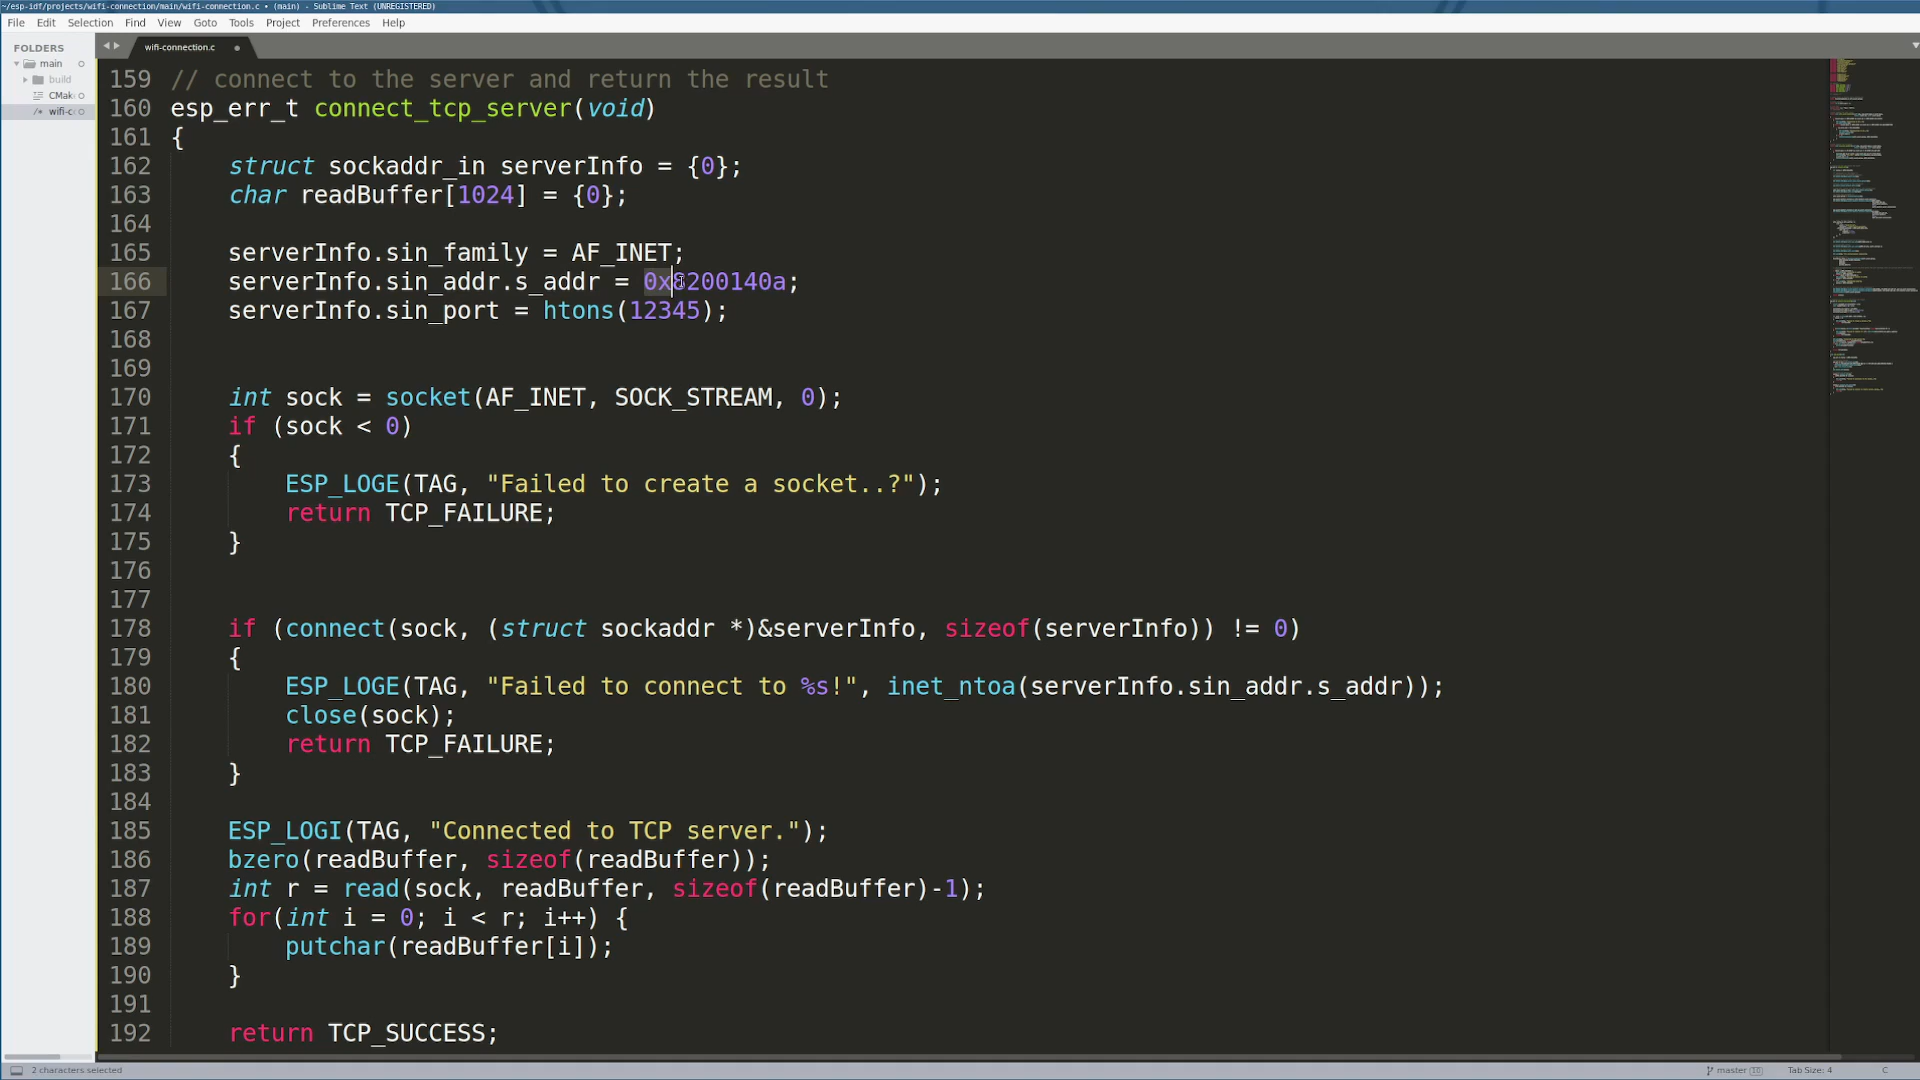 ~/esp-idf/projects/wifi-connection/main/wifi-connection.c • (main) - Sublime Text (UNREGISTERED)
File Edit Selection Find View Goto Tools Project Preferences Help
FOLDERS
main
build
CMak
wifi-c
wifi-connection.c
159 // connect to the server and return the result
160 esp_err_t connect_tcp_server(void)
161 {
162 struct sockaddr_in serverInfo = {0};
163 char readBuffer[1024] = {0};
164
165 serverInfo.sin_family = AF_INET;
166 serverInfo.sin_addr.s_addr = 0x8200140a;
167 serverInfo.sin_port = htons(12345);
168
169
170 int sock = socket(AF_INET, SOCK_STREAM, 0);
171 if (sock < 0)
172 {
173 ESP_LOGE(TAG, "Failed to create a socket..?");
174 return TCP_FAILURE;
175 }
176
177
178 if (connect(sock, (struct sockaddr *)&serverInfo, sizeof(serverInfo)) != 0)
179 {
180 ESP_LOGE(TAG, "Failed to connect to %s!", inet_ntoa(serverInfo.sin_addr.s_addr));
181 close(sock);
182 return TCP_FAILURE;
183 }
184
185 ESP_LOGI(TAG, "Connected to TCP server.");
186 bzero(readBuffer, sizeof(readBuffer));
187 int r = read(sock, readBuffer, sizeof(readBuffer)-1);
188 for(int i = 0; i < r; i++) {
189 putchar(readBuffer[i]);
190 }
191
192 return TCP_SUCCESS;
2 characters selected
master 10
Tab Size: 4
C